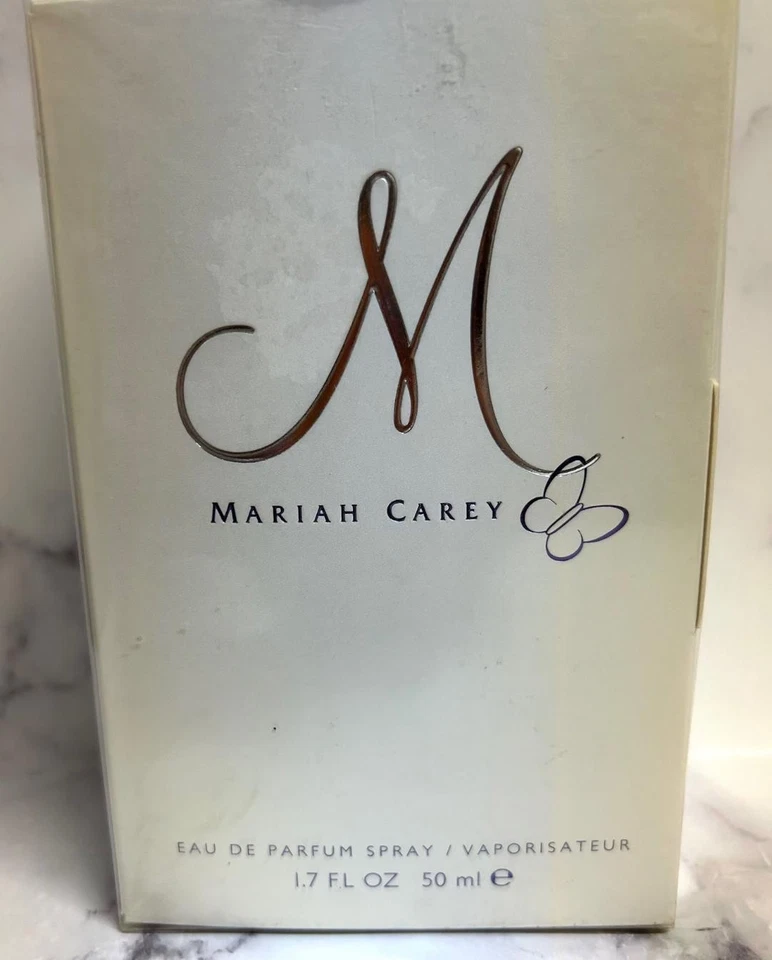 M
MARIAH CAREY
EAU DE PARFUM SPRAY / VAPORISATEUR
1.7 FL OZ 50 ml ℮